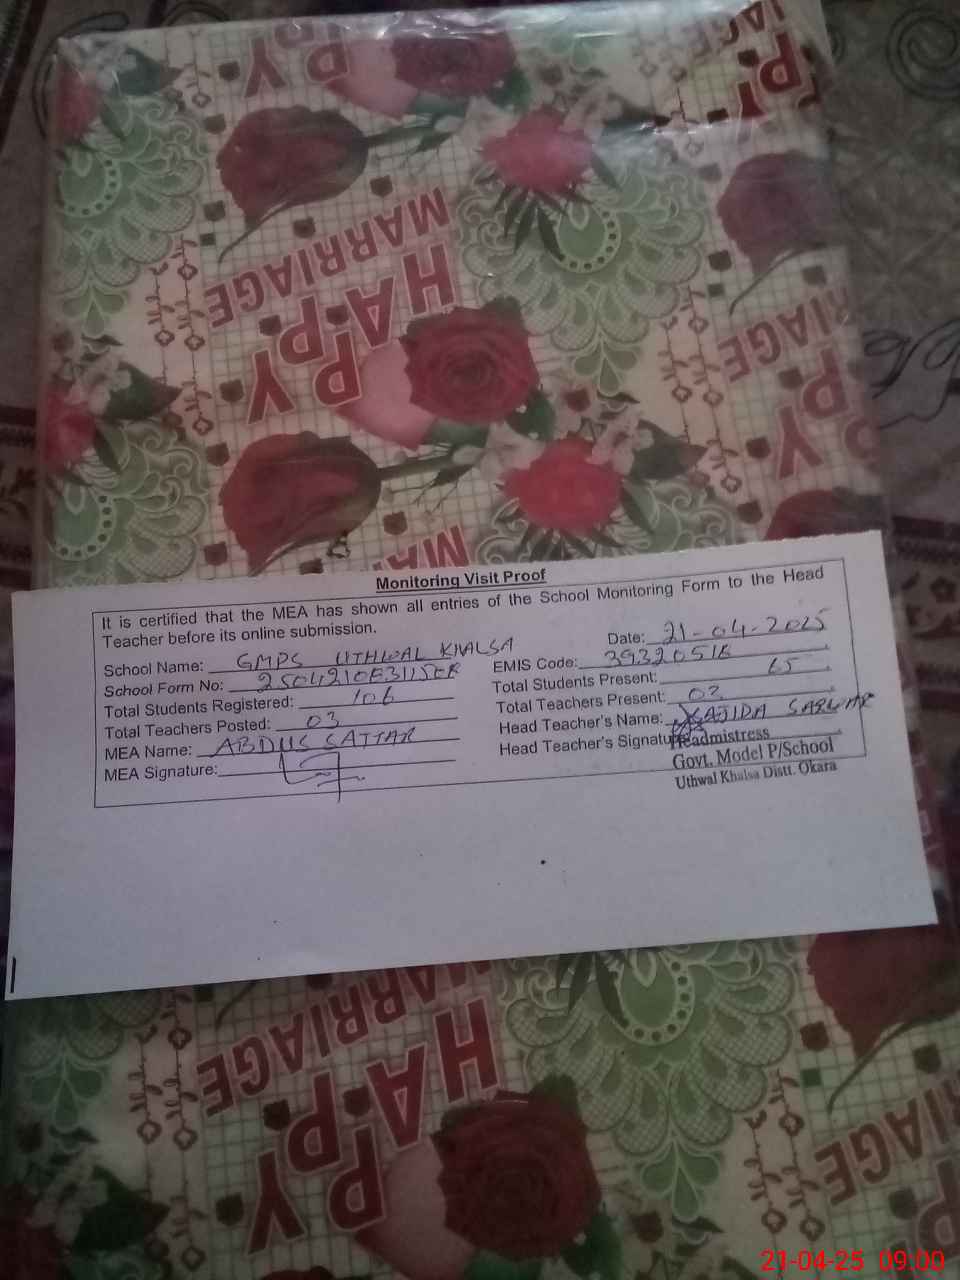 HAPPY
MARRIAGE
HAPPY
MARRIAGE
Monitoring Visit Proof
It is certified that the MEA has shown all entries of the School Monitoring Form to the Head
Teacher before its online submission.
Date: 21-04-2025
School Name: GMPS UTHWAL KHALSA
EMIS Code: 39320518
School Form No:
Total Students Present: 65
Total Students Registered: 106
Total Teachers Present: 02
Total Teachers Posted: 03
Head Teacher's Name: SAJIDA SARWAR
MEA Name: ABDUS SATTAR
Head Teacher's Signature
MEA Signature:
Headmistress
Govt. Model P/School
Uthwal Khalsa Distt. Okara
MARRIAGE
HAPPY
21-04-25 09:00